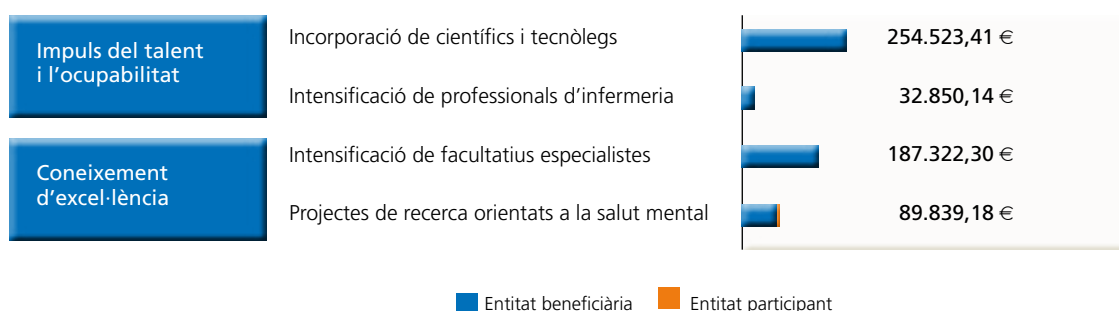 Impuls del talent
i l'ocupabilitat
Incorporació de científics i tecnòlegs 254.523,41 €
Intensificació de professionals d'infermeria 32.850,14 €
Coneixement
d'excel·lència
Intensificació de facultatius especialistes 187.322,30 €
Projectes de recerca orientats a la salut mental 89.839,18 €
Entitat beneficiària Entitat participant